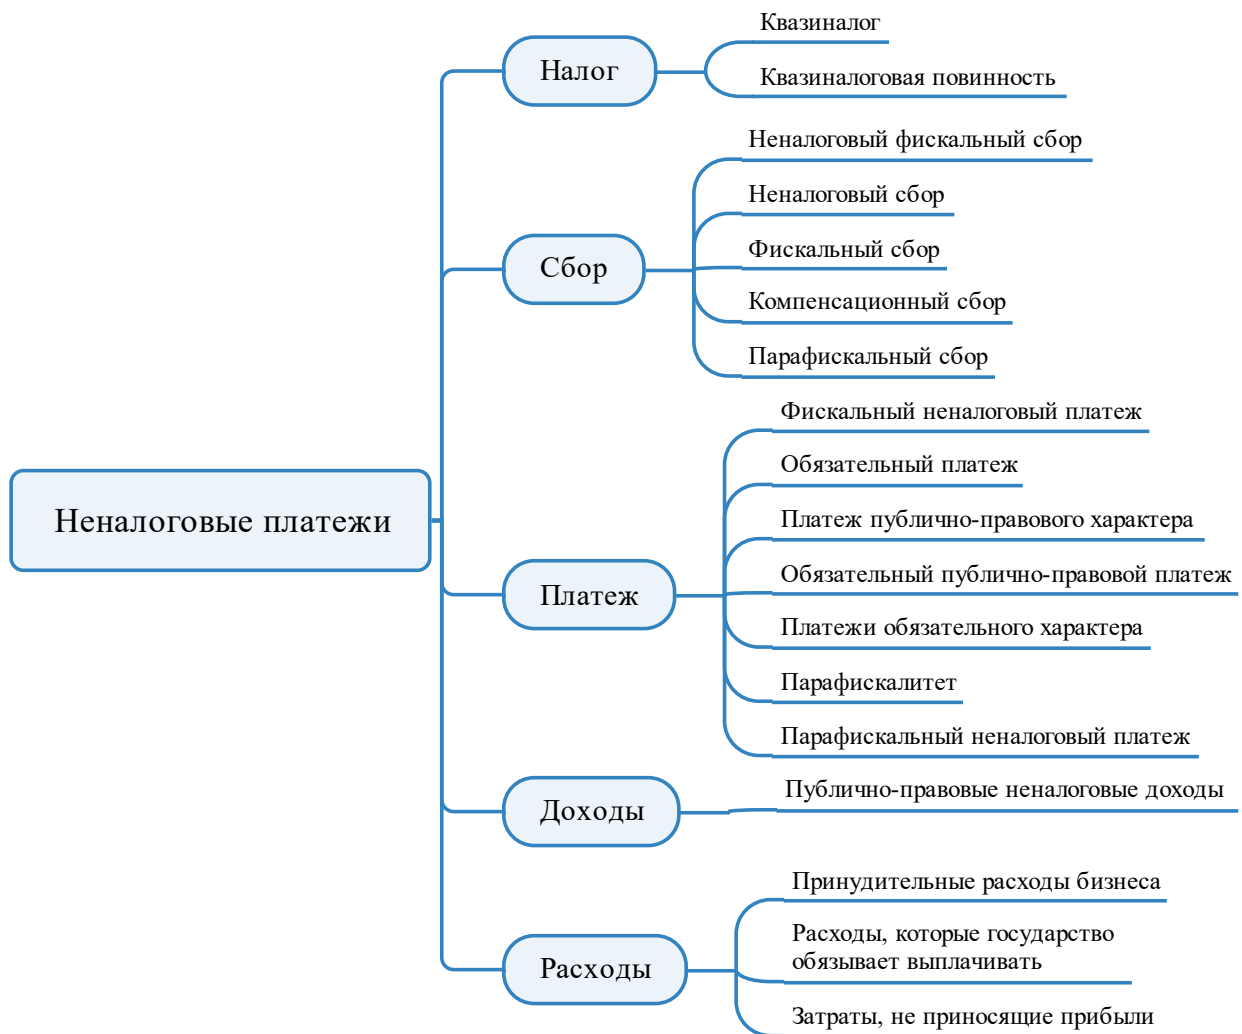 Неналоговые платежи
Налог
Квазиналог
Квазиналоговая повинность
Сбор
Неналоговый фискальный сбор
Неналоговый сбор
Фискальный сбор
Компенсационный сбор
Парафискальный сбор
Платеж
Фискальный неналоговый платеж
Обязательный платеж
Платеж публично-правового характера
Обязательный публично-правовой платеж
Платежи обязательного характера
Парафискалитет
Парафискальный неналоговый платеж
Доходы
Публично-правовые неналоговые доходы
Расходы
Принудительные расходы бизнеса
Расходы, которые государство
обязывает выплачивать
Затраты, не приносящие прибыли